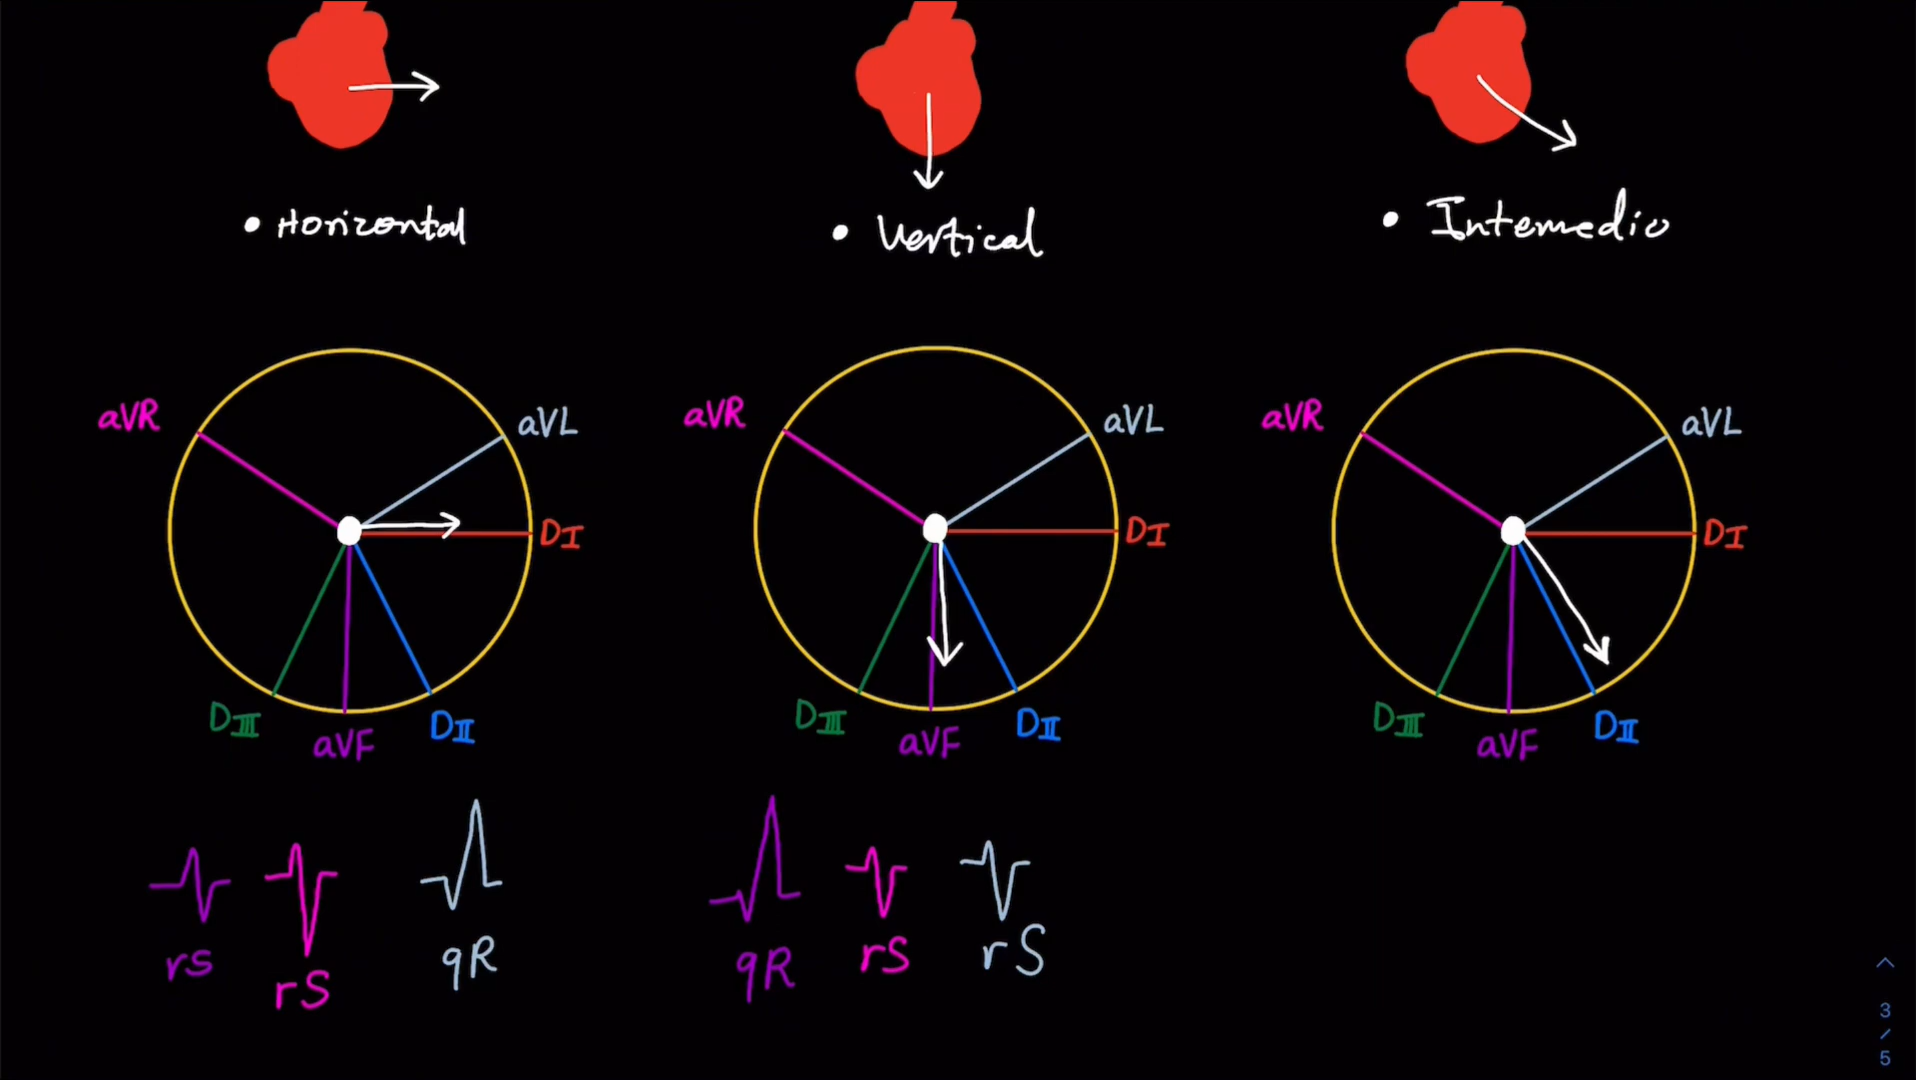 • Horizontal
• Vertical
• Intemedio
aVR
aVL
DI
DII
aVF
DIII
aVR
aVL
DI
DII
aVF
DIII
aVR
aVL
DI
DII
aVF
DIII
rS
rS
qR
qR
rS
rS
3
/
5